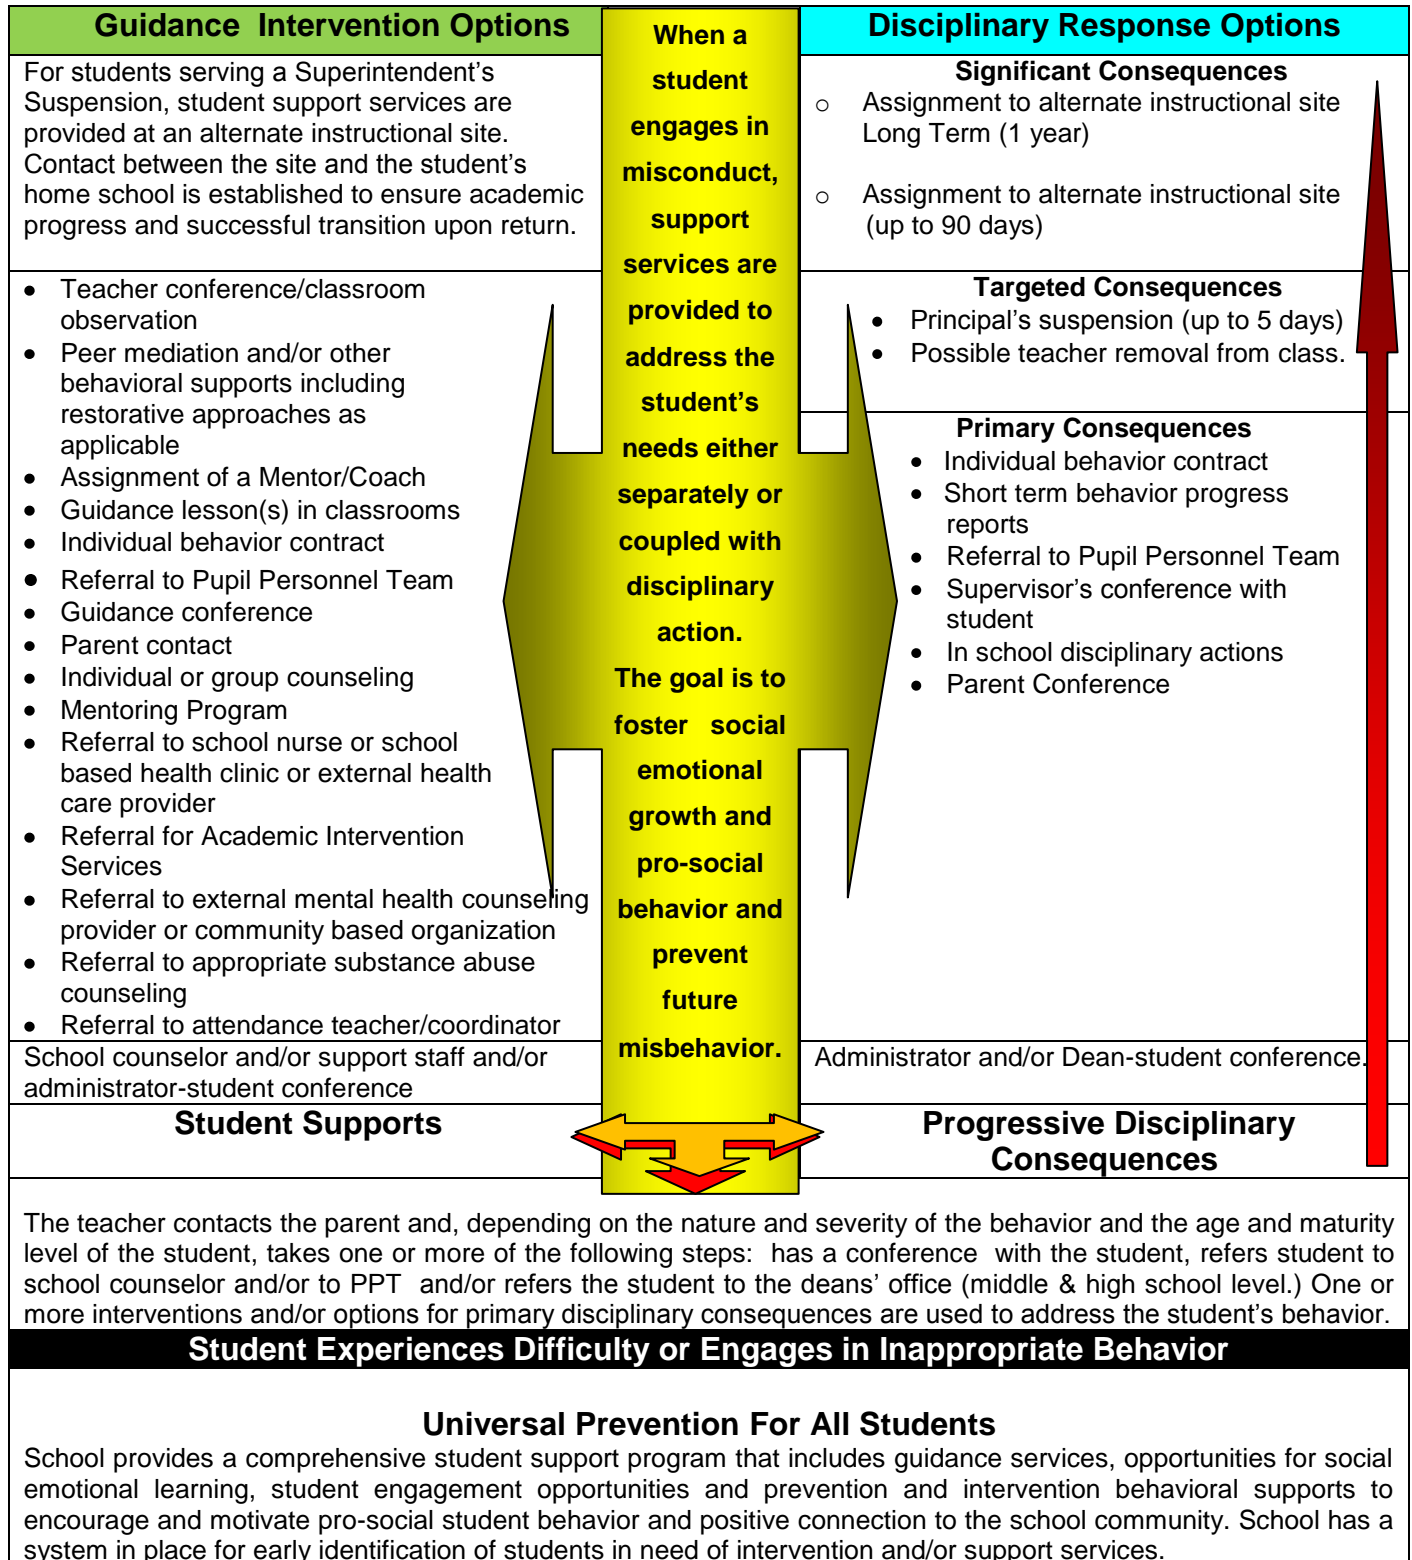 Guidance Intervention Options
For students serving a Superintendent's
Suspension, student support services are
provided at an alternate instructional site.
Contact between the site and the student's
home school is established to ensure academic
progress and successful transition upon return.
• Teacher conference/classroom
observation
• Peer mediation and/or other
behavioral supports including
restorative approaches as
applicable
• Assignment of a Mentor/Coach
• Guidance lesson(s) in classrooms
• Individual behavior contract
• Referral to Pupil Personnel Team
• Guidance conference
• Parent contact
• Individual or group counseling
• Mentoring Program
• Referral to school nurse or school
based health clinic or external health
care provider
• Referral for Academic Intervention
Services
• Referral to external mental health counseling
provider or community based organization
• Referral to appropriate substance abuse
counseling
• Referral to attendance teacher/coordinator
School counselor and/or support staff and/or
administrator-student conference
Student Supports
When a
student
engages in
misconduct,
support
services are
provided to
address the
student's
needs either
separately or
coupled with
disciplinary
action.
The goal is to
foster social
emotional
growth and
pro-social
behavior and
prevent
future
misbehavior.
Disciplinary Response Options
Significant Consequences
o Assignment to alternate instructional site
Long Term (1 year)
o Assignment to alternate instructional site
(up to 90 days)
Targeted Consequences
• Principal's suspension (up to 5 days)
• Possible teacher removal from class.
Primary Consequences
• Individual behavior contract
• Short term behavior progress
reports
• Referral to Pupil Personnel Team
• Supervisor's conference with
student
• In school disciplinary actions
• Parent Conference
Administrator and/or Dean-student conference.
Progressive Disciplinary
Consequences
The teacher contacts the parent and, depending on the nature and severity of the behavior and the age and maturity
level of the student, takes one or more of the following steps: has a conference with the student, refers student to
school counselor and/or to PPT and/or refers the student to the deans' office (middle & high school level.) One or
more interventions and/or options for primary disciplinary consequences are used to address the student's behavior.
Student Experiences Difficulty or Engages in Inappropriate Behavior
Universal Prevention For All Students
School provides a comprehensive student support program that includes guidance services, opportunities for social
emotional learning, student engagement opportunities and prevention and intervention behavioral supports to
encourage and motivate pro-social student behavior and positive connection to the school community. School has a
system in place for early identification of students in need of intervention and/or support services.